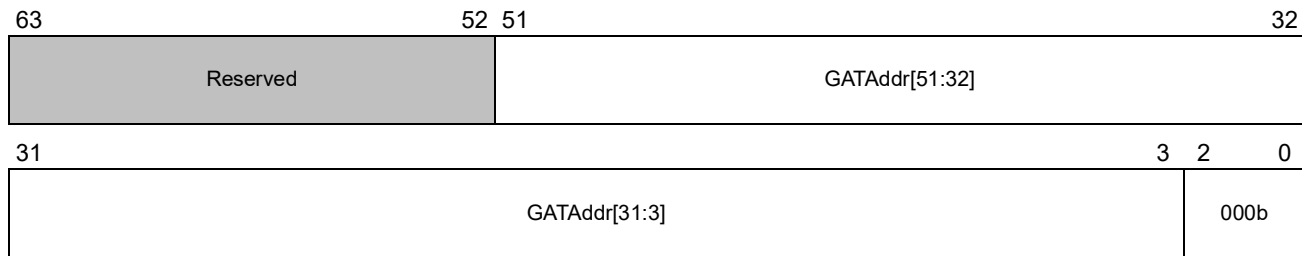 63 52 51 32
Reserved GATAddr[51:32]
31 3 2 0
GATAddr[31:3] 000b